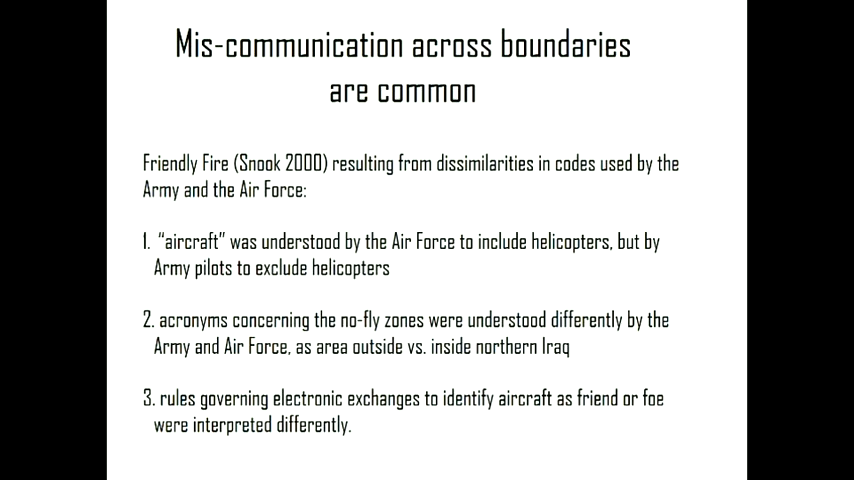 Mis-communication across boundaries
are common
Friendly Fire (Snook 2000) resulting from dissimilarities in codes used by the
Army and the Air Force:
1. “aircraft” was understood by the Air Force to include helicopters, but by
Army pilots to exclude helicopters
2. acronyms concerning the no-fly zones were understood differently by the
Army and Air Force, as area outside vs. inside northern Iraq
3. rules governing electronic exchanges to identify aircraft as friend or foe
were interpreted differently.